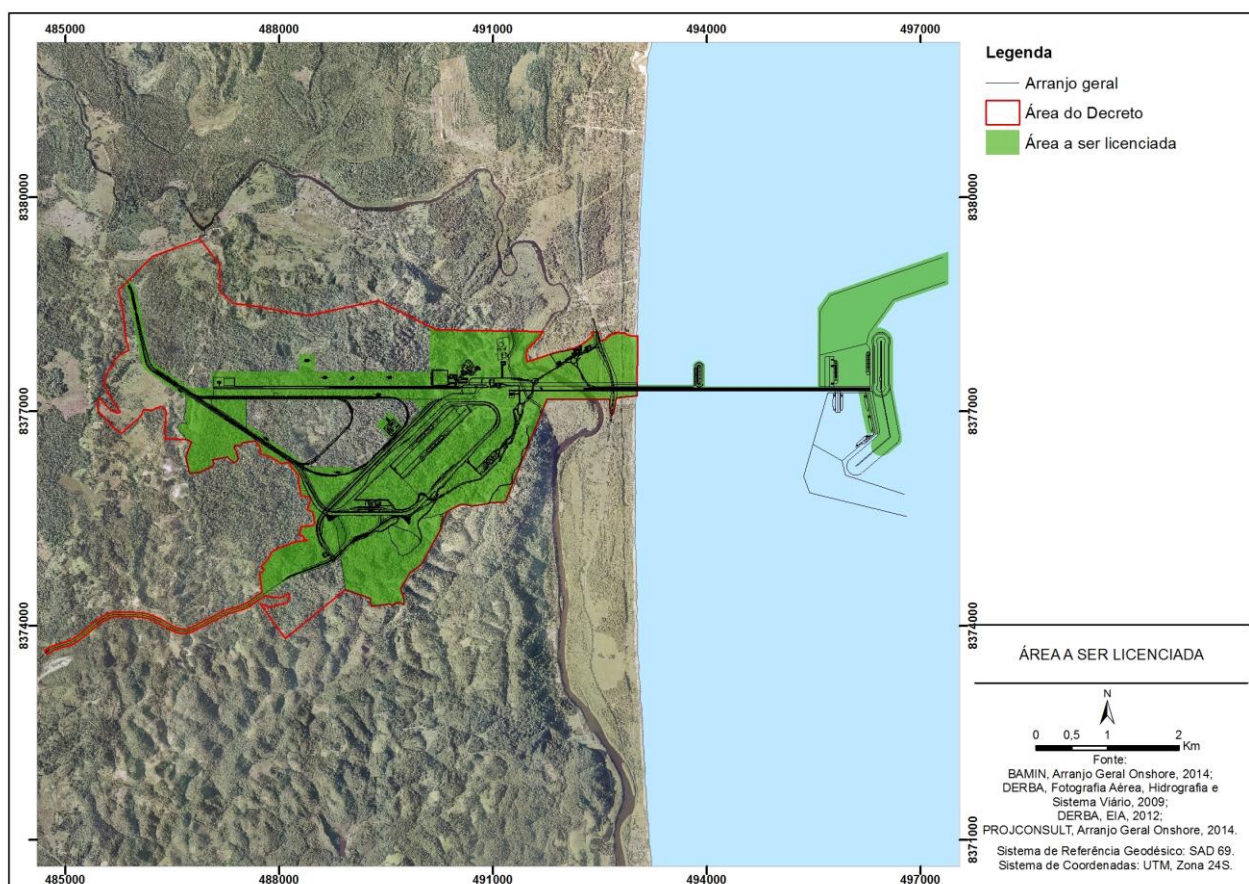 485000 488000 491000 494000 497000
8380000 8380000
8377000 8377000
8374000 8374000
8371000
485000 488000 491000 494000 497000
Legenda
Arranjo geral
Área do Decreto
Área a ser licenciada
ÁREA A SER LICENCIADA
N
0 0,5 1 2
Km
Fonte:
BAMIN, Arranjo Geral Onshore, 2014;
DERBA, Fotografia Aérea, Hidrografia e
Sistema Viário, 2009;
DERBA, EIA, 2012;
PROJCONSULT, Arranjo Geral Onshore, 2014.
Sistema de Referência Geodésico: SAD 69.
Sistema de Coordenadas: UTM, Zona 24S.